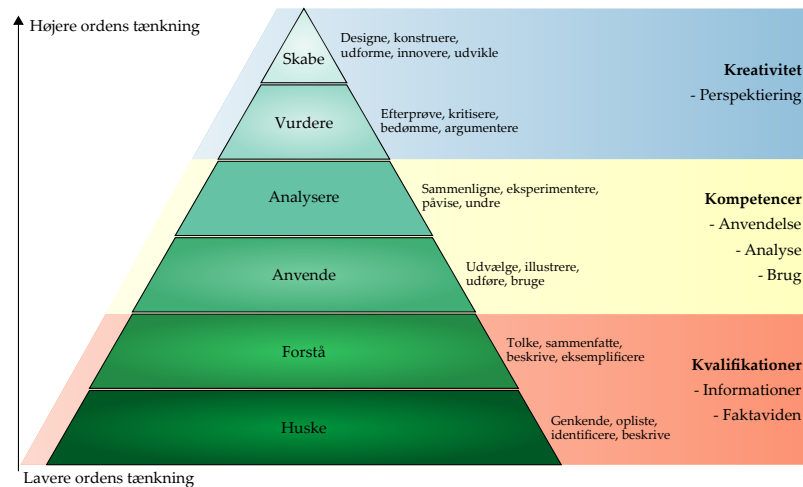 Højere ordens tænkning
Skabe
Designe, konstruere,
udforme, innovere, udvikle
Kreativitet
- Perspektiering
Vurdere
Efterprøve, kritisere,
bedømme, argumentere
Analysere
Sammenligne, eksperimentere,
påvise, undre
Kompetencer
- Anvendelse
- Analyse
- Brug
Anvende
Udvælge, illustrere,
udføre, bruge
Forstå
Tolke, sammenfatte,
beskrive, eksemplificere
Kvalifikationer
- Informationer
- Faktaviden
Huske
Genkende, opliste,
identificere, beskrive
Lavere ordens tænkning